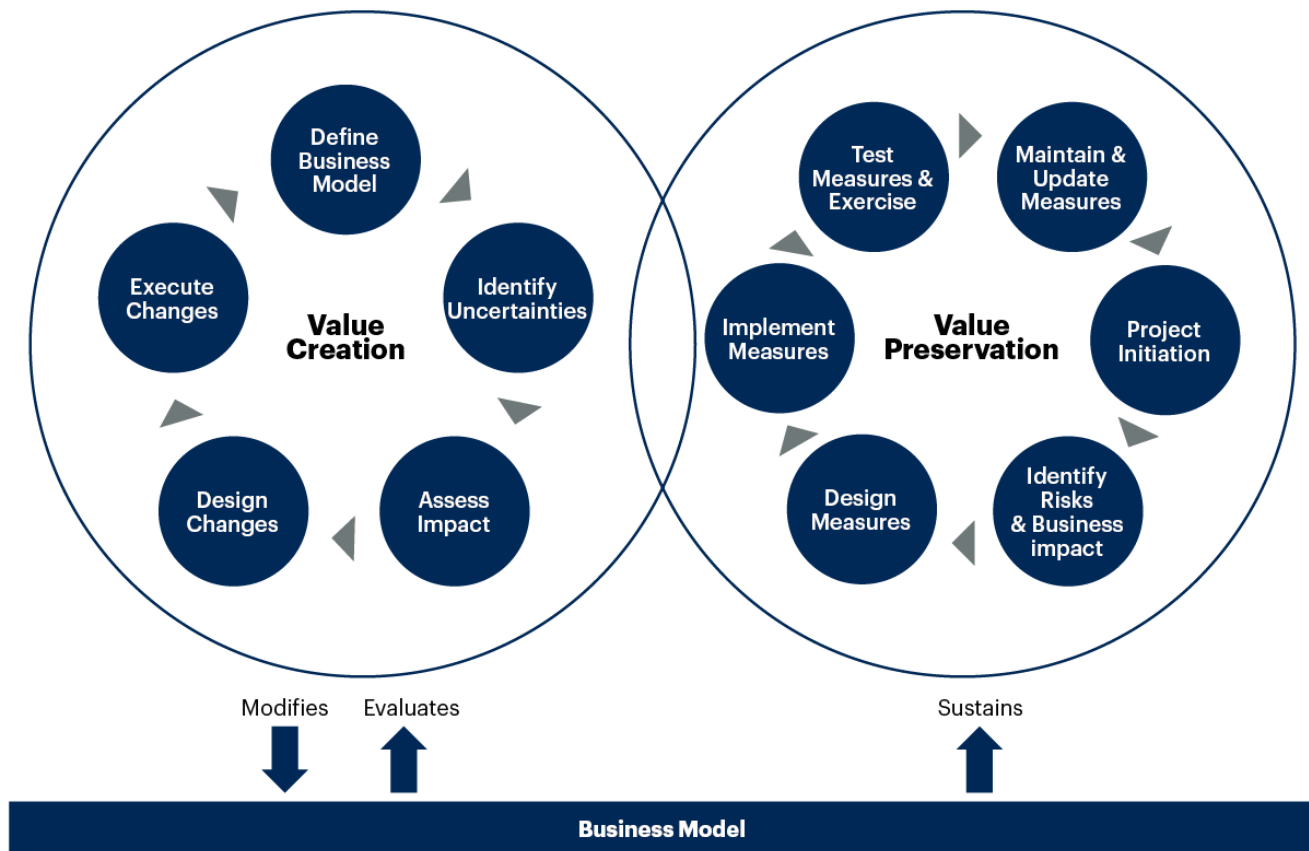 Define
Business
Model
Identify
Uncertainties
Assess
Impact
Design
Changes
Execute
Changes
Value
Creation
Test
Measures &
Exercise
Maintain &
Update
Measures
Project
Initiation
Identify
Risks
& Business
impact
Design
Measures
Implement
Measures
Value
Preservation
Modifies
Evaluates
Sustains
Business Model